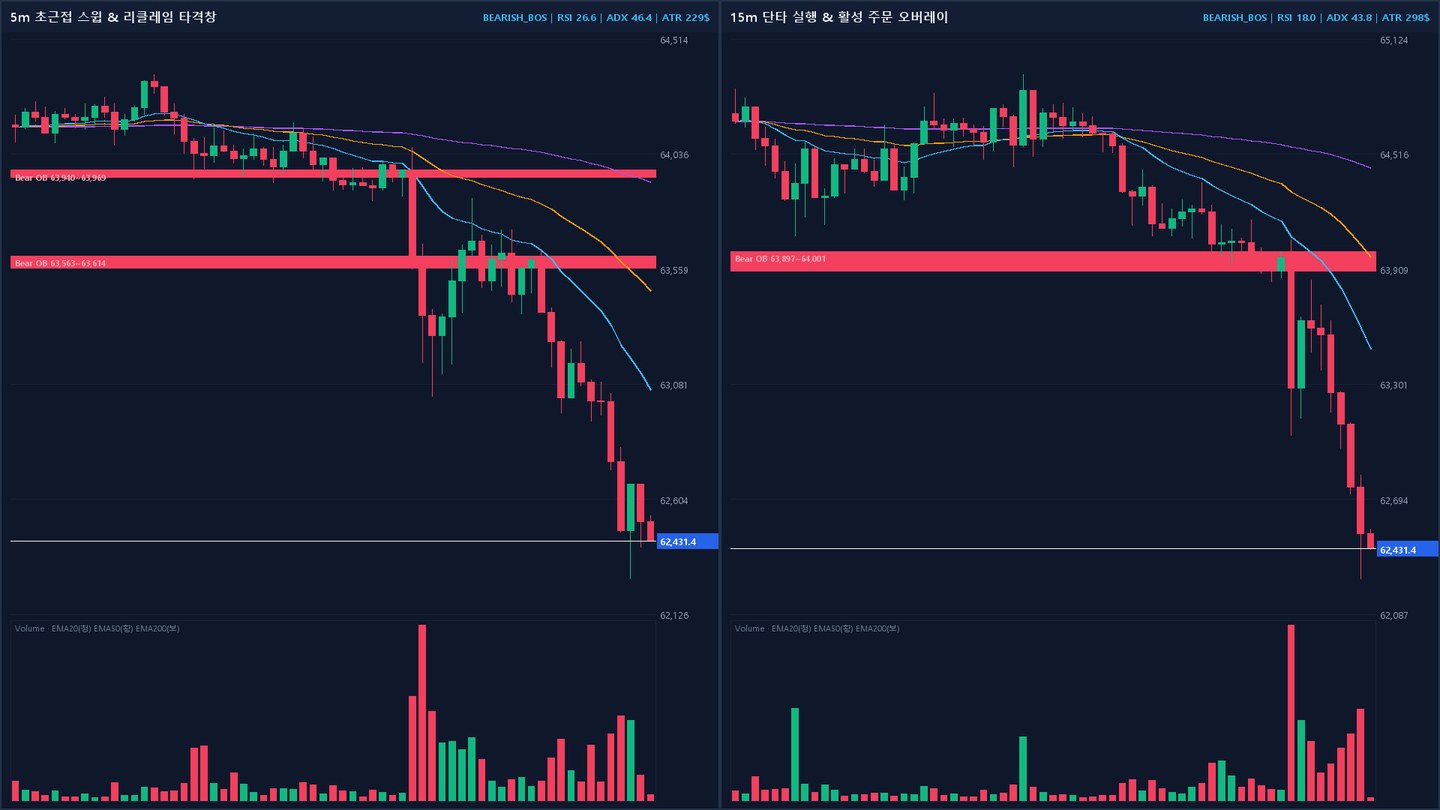 5m 초근접 스윕 & 리클레임 타격창
BEARISH_BOS | RSI 26.6 | ADX 46.4 | ATR 229$
64,514
64,036
Bear OB 63,940~63,969
Bear OB 63,563~63,614
63,559
63,081
62,604
62,431.4
62,126
Volume · EMA20(청) EMA50(황) EMA200(보)
15m 단타 실행 & 활성 주문 오버레이
BEARISH_BOS | RSI 18.0 | ADX 43.8 | ATR 298$
65,124
64,516
Bear OB 63,897~64,001
63,909
63,301
62,694
62,431.4
62,087
Volume · EMA20(청) EMA50(황) EMA200(보)